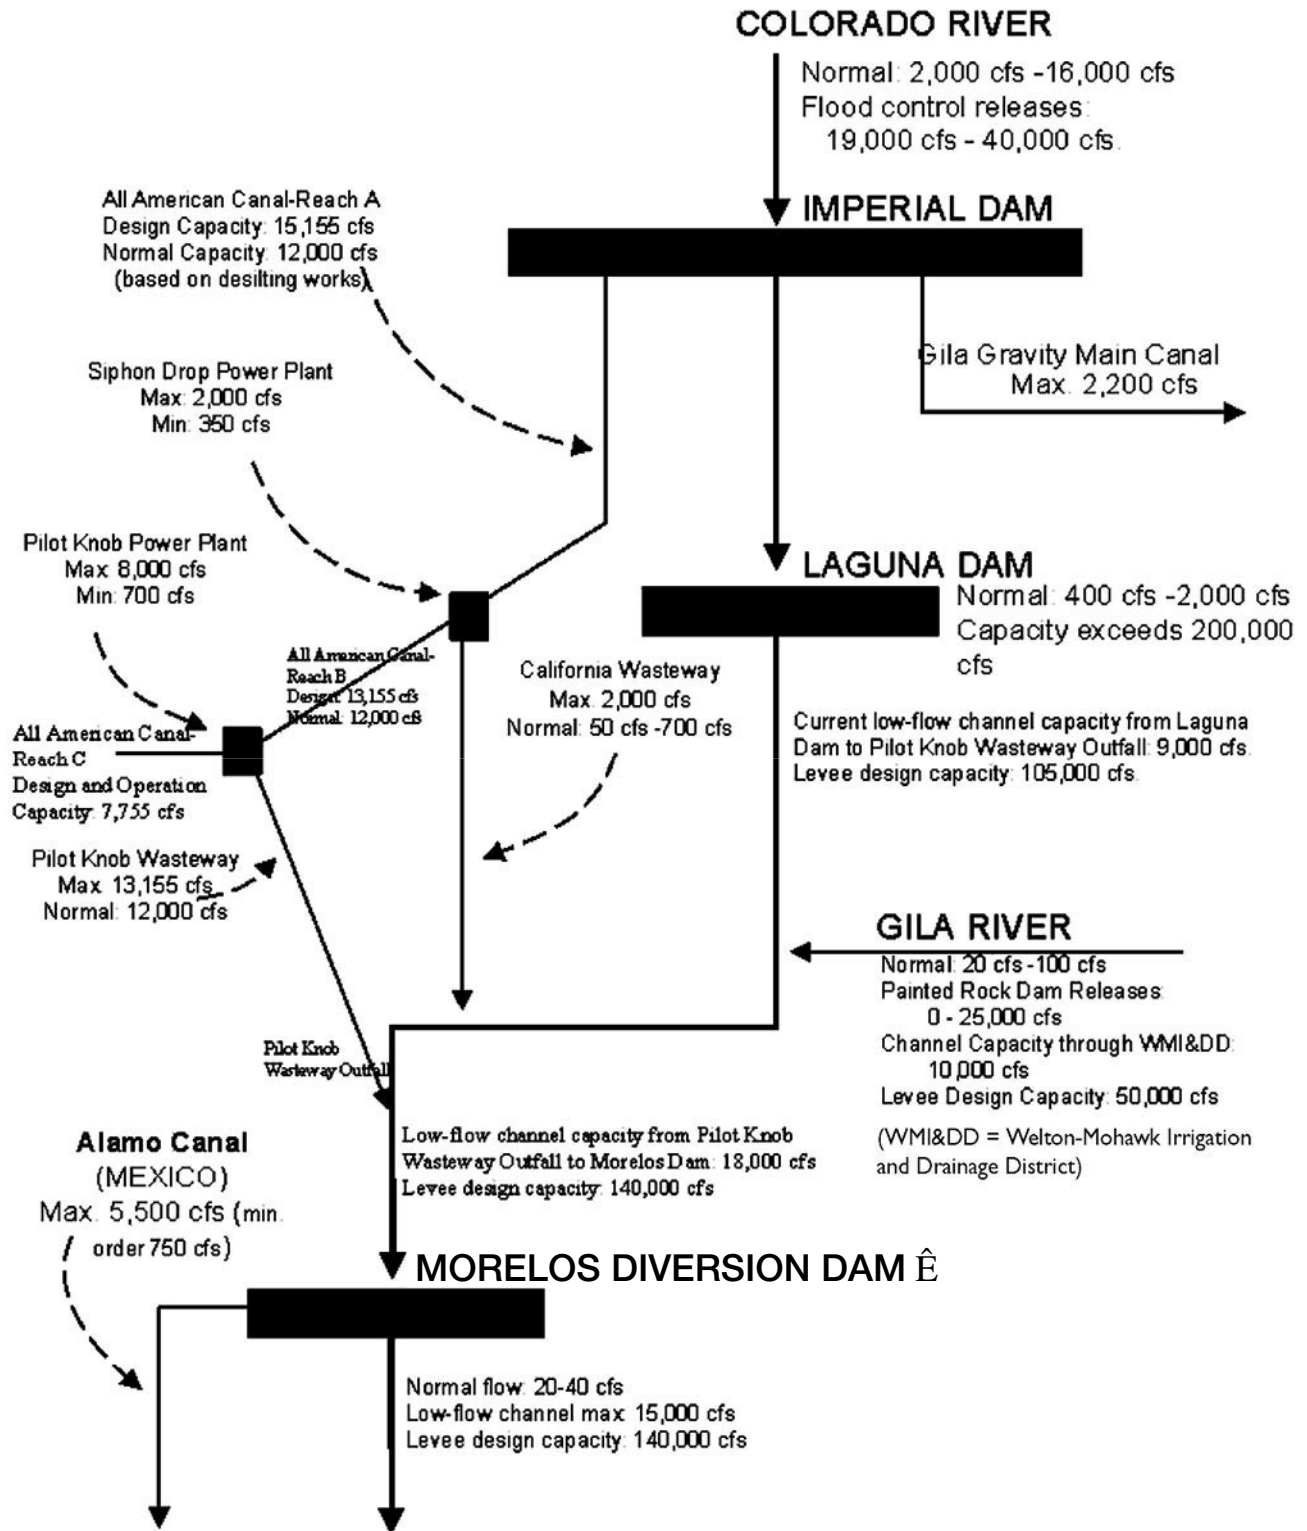 COLORADO RIVER
Normal: 2,000 cfs -16,000 cfs
Flood control releases:
19,000 cfs - 40,000 cfs.
IMPERIAL DAM
All American Canal-Reach A
Design Capacity: 15,155 cfs
Normal Capacity: 12,000 cfs
(based on desilting works)
Gila Gravity Main Canal
Max. 2,200 cfs
Siphon Drop Power Plant
Max: 2,000 cfs
Min: 350 cfs
Pilot Knob Power Plant
Max: 8,000 cfs
Min: 700 cfs
LAGUNA DAM
Normal: 400 cfs -2,000 cfs
Capacity exceeds 200,000
cfs
All American Canal-
Reach B
Design: 13,155 cfs
Normal: 12,000 cfs
California Wasteway
Max. 2,000 cfs
Normal: 50 cfs -700 cfs
Current low-flow channel capacity from Laguna
Dam to Pilot Knob Wasteway Outfall: 9,000 cfs.
Levee design capacity: 105,000 cfs.
All American Canal-
Reach C
Design and Operation
Capacity: 7,755 cfs
Pilot Knob Wasteway
Max: 13,155 cfs
Normal: 12,000 cfs
GILA RIVER
Normal: 20 cfs -100 cfs
Painted Rock Dam Releases:
0 - 25,000 cfs
Channel Capacity through WMI&DD:
10,000 cfs
Levee Design Capacity: 50,000 cfs
(WMI&DD = Welton-Mohawk Irrigation
and Drainage District)
Pilot Knob
Wasteway Outfall
Low-flow channel capacity from Pilot Knob
Wasteway Outfall to Morelos Dam: 18,000 cfs
Levee design capacity: 140,000 cfs
Alamo Canal
(MEXICO)
Max. 5,500 cfs (min.
order 750 cfs)
MORELOS DIVERSION DAM Ê
Normal flow: 20-40 cfs
Low-flow channel max: 15,000 cfs
Levee design capacity: 140,000 cfs